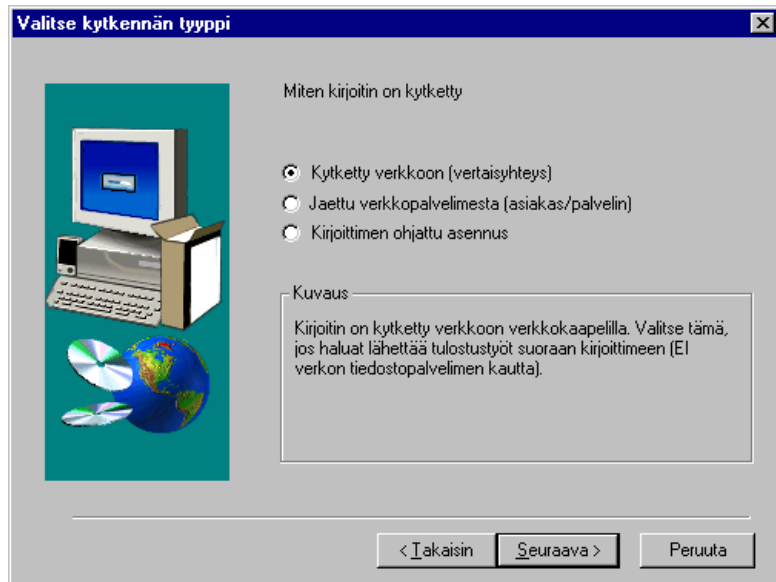 Valitse kytkennän tyyppi
Miten kirjoitin on kytketty
Kytketty verkkoon (vertaisyhteys)
Jaettu verkkopalvelimesta (asiakas/palvelin)
Kirjoittimen ohjattu asennus
Kuvaus
Kirjoitin on kytketty verkkoon verkkokaapelilla. Valitse tämä,
jos haluat lähettää tulostustyöt suoraan kirjoittimeen (EI
verkon tiedostopalvelimen kautta).
< Takaisin
Seuraava >
Peruuta